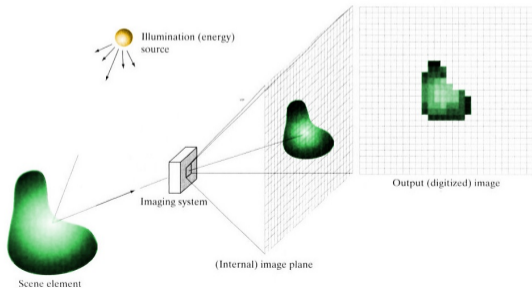 Illumination (energy)
source
Imaging system
Output (digitized) image
(Internal) image plane
Scene element